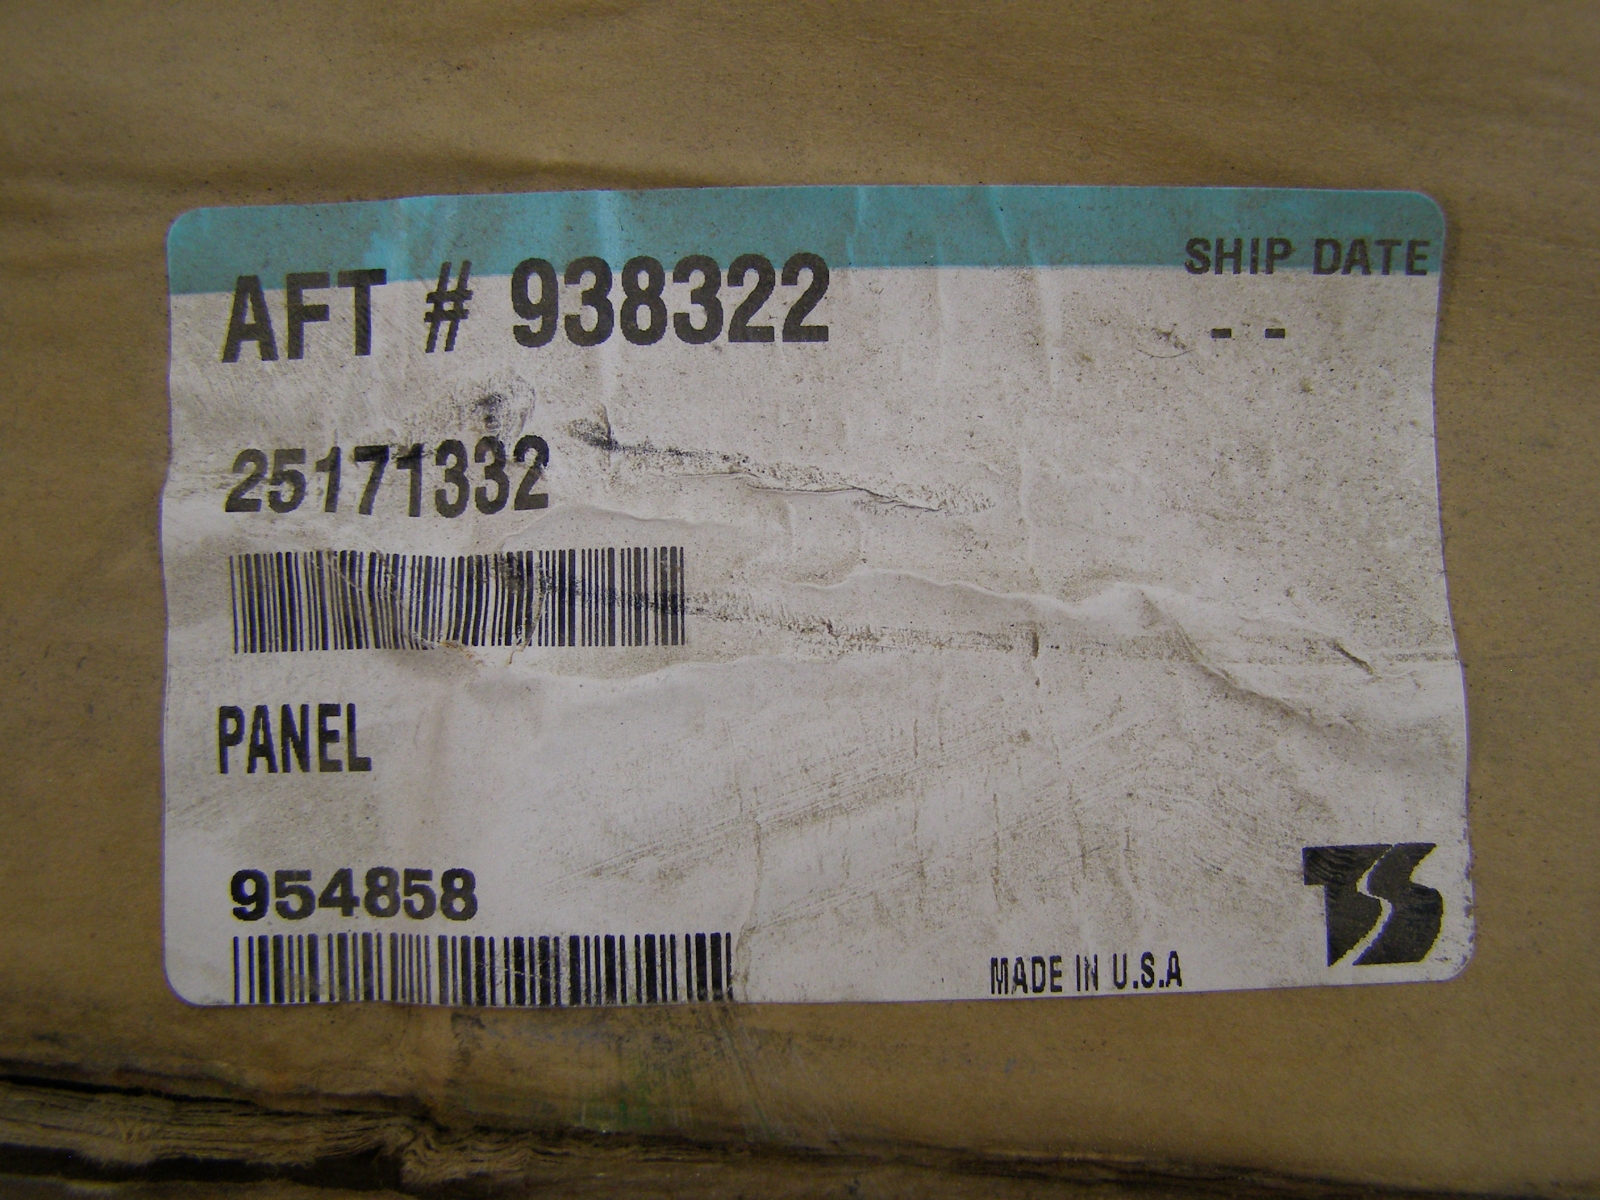 AFT # 938322
SHIP DATE
- -
25171332
PANEL
954858
MADE IN U.S.A
TS